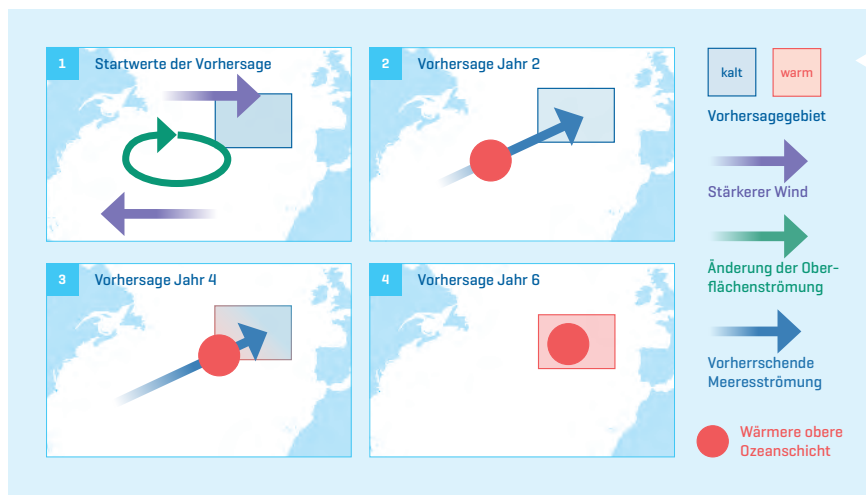 1 Startwerte der Vorhersage
2 Vorhersage Jahr 2
3 Vorhersage Jahr 4
4 Vorhersage Jahr 6
kalt
warm
Vorhersagegebiet
Stärkerer Wind
Änderung der Ober-
flächenströmung
Vorherrschende
Meeresströmung
Wärmere obere
Ozeanschicht